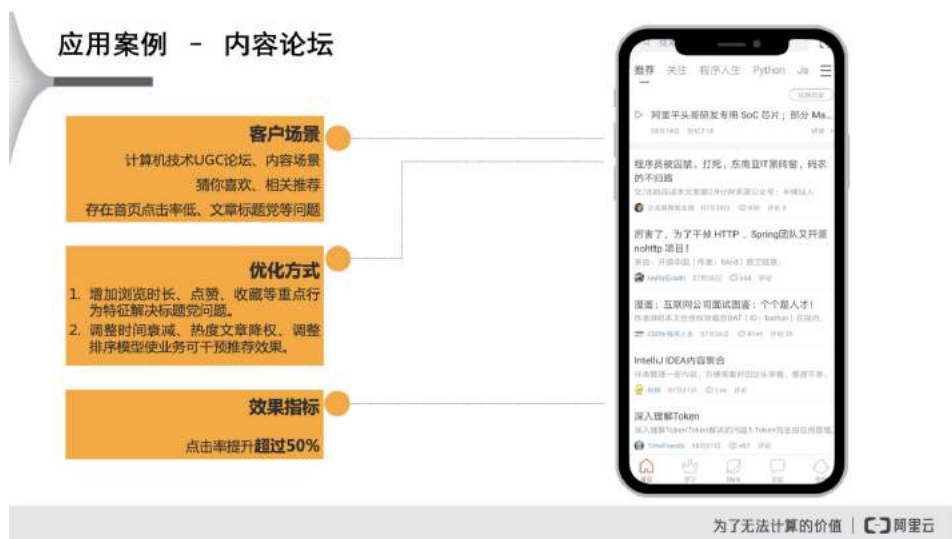 应用案例 - 内容论坛
客户场景
计算机技术UGC论坛、内容场景
猜你喜欢、相关推荐
存在首页点击率低、文章标题党等问题
优化方式
1. 增加浏览时长、点赞、收藏等重点行
为特征解决标题党问题。
2. 调整时间衰减、热度文章降权、调整
排序模型使业务可干预推荐效果。
效果指标
点击率提升超过50%
推荐 关注 程序人生 Python Ja
阿里平头哥研发专用 SoC 芯片；部分 Ma...
程序员被囚禁、打死，东南亚IT黑砖窑，码农
的不归路
厉害了，为了干掉 HTTP ，Spring团队又开源
nohttp 项目！
漫画：互联网公司面试图鉴：个个是人才！
IntelliJ IDEA内容聚合
深入理解Token
为了无法计算的价值 | 阿里云